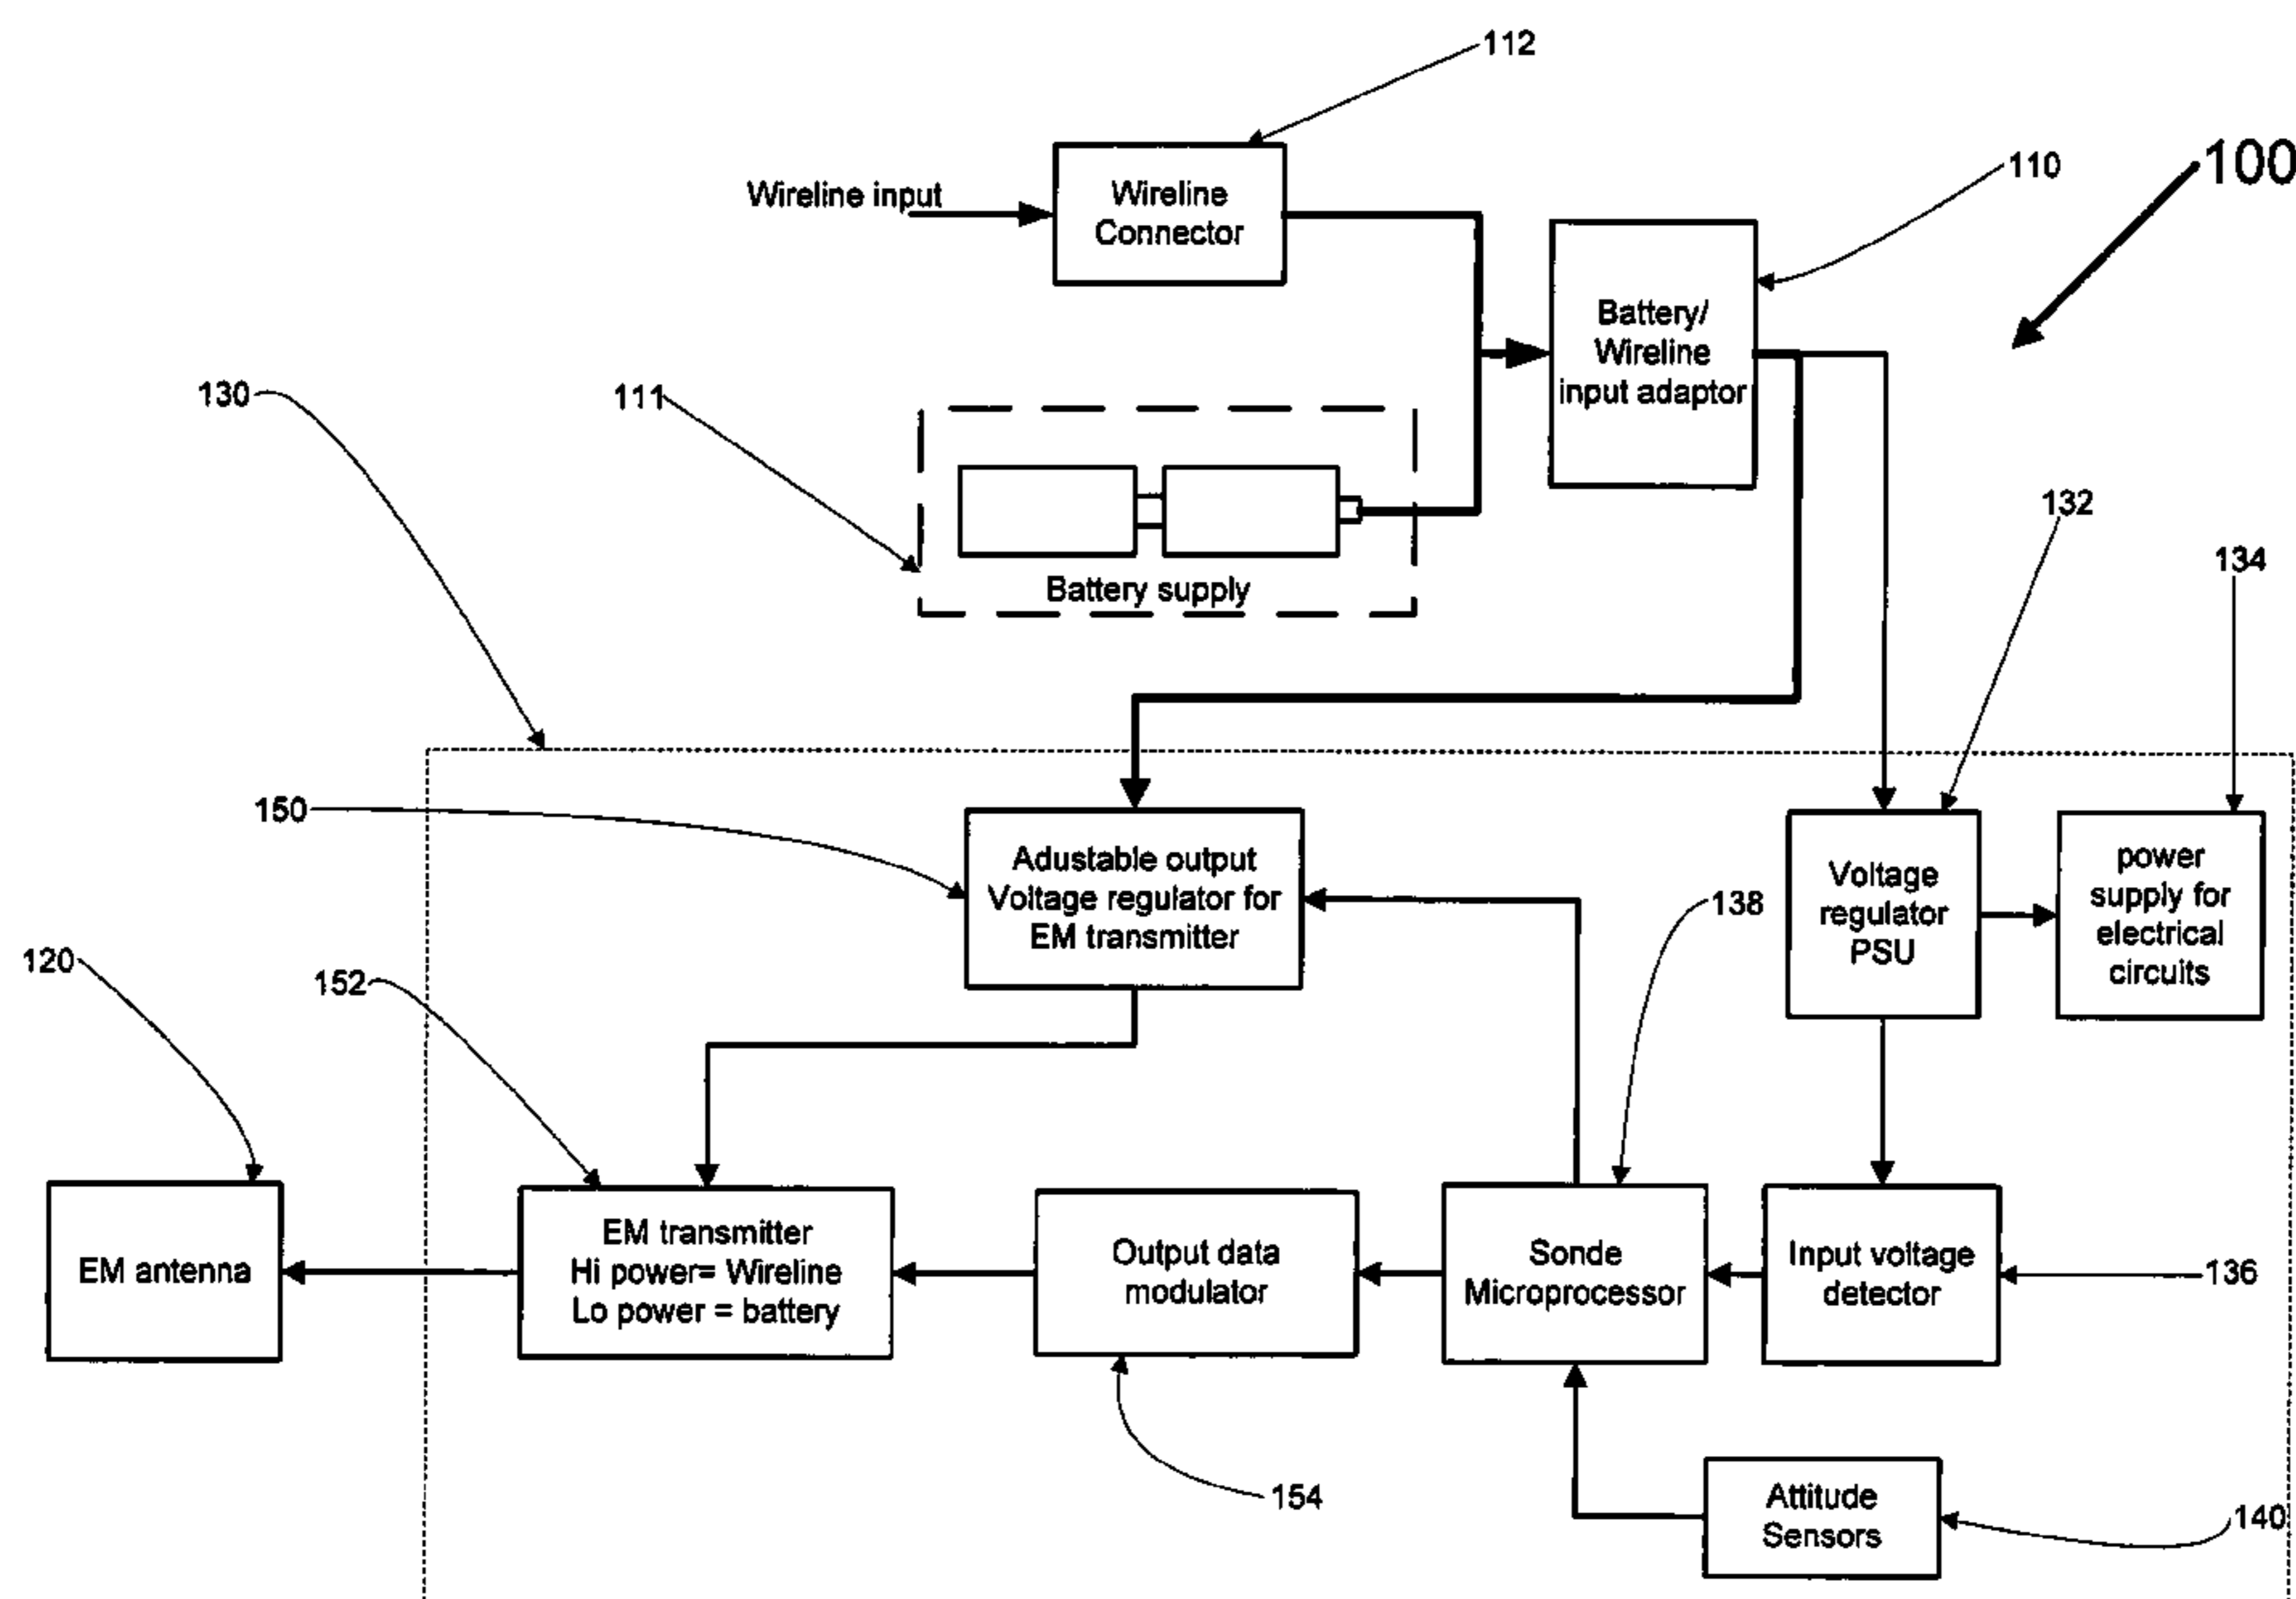 112
Wireline input
Wireline
Connector
110
100
Battery/
Wireline
input adaptor
130
111
Battery supply
132
134
150
Adustable output
Voltage regulator for
EM transmitter
138
Voltage
regulator
PSU
power
supply for
electrical
circuits
120
152
EM antenna
EM transmitter
Hi power= Wireline
Lo power = battery
Output data
modulator
Sonde
Microprocessor
Input voltage
detector
136
154
Attitude
Sensors
140